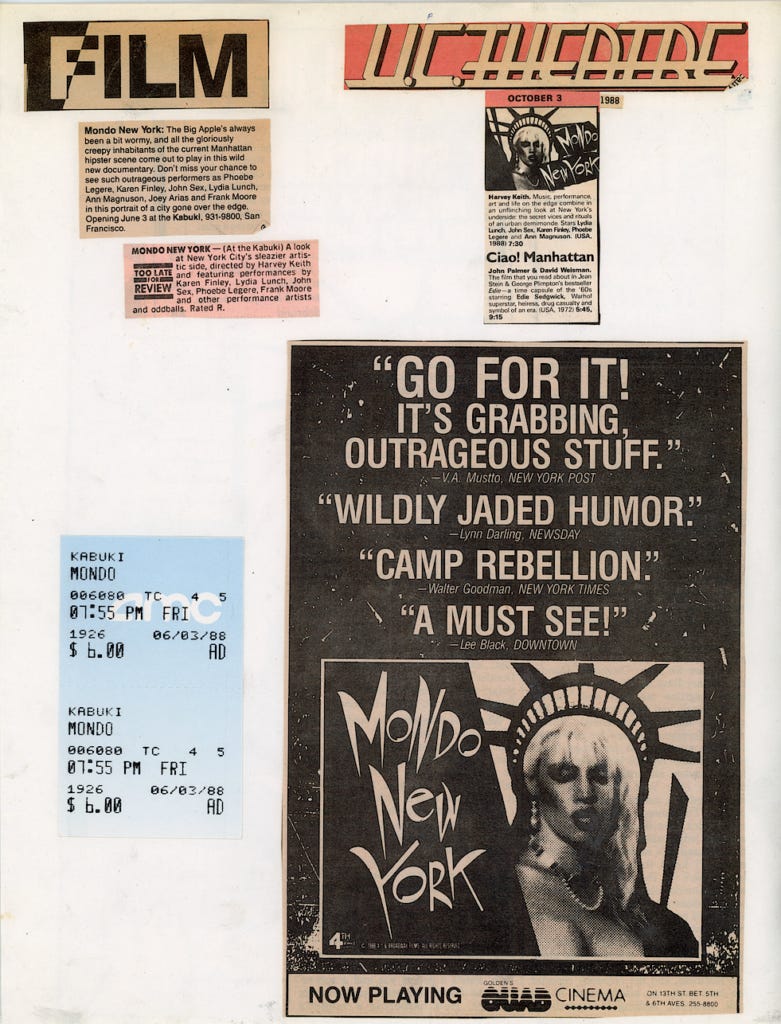 FILM
Mondo New York: The Big Apple's always
been a bit wormy, and all the gloriously
creepy inhabitants of the current Manhattan
hipster scene come out to play in this wild
new documentary. Don't miss your chance to
see such outrageous performers as Phoebe
Legere, Karen Finley, John Sex, Lydia Lunch,
Ann Magnuson, Joey Arias and Frank Moore
in this portrait of a city gone over the edge.
Opening June 3 at the Kabuki, 931-9800, San
Francisco.
MONDO NEW YORK — (At the Kabuki) A look
at New York City's sleazier artis-
tic side, directed by Harvey Keith
and featuring performances by
Karen Finley, Lydia Lunch, John
Sex, Phoebe Legere, Frank Moore
and other performance artists
and oddballs. Rated R.
TOO LATE
FOR
REVIEW
U.C. THEATRE
OCTOBER 3
1988
MONDO
NEW YORK
Harvey Keith. Music, performance,
art and life on the edge combine in
an unflinching look at New York's
underside: the secret vices and rituals
of an urban demimonde. Stars Lydia
Lunch, John Sex, Karen Finley, Phoebe
Legere and Ann Magnuson. (USA,
1988) 7:30
Ciao! Manhattan
John Palmer & David Weisman.
The film that you read about in Jean
Stein & George Plimpton's bestseller
Edie—a time capsule of the '60s
starring Edie Sedgwick, Warhol
superstar, heiress, drug casualty and
symbol of an era. (USA, 1972) 5:45,
9:15
"GO FOR IT!
IT'S GRABBING,
OUTRAGEOUS STUFF."
—V.A. Mustto, NEW YORK POST
"WILDLY JADED HUMOR."
—Lynn Darling, NEWSDAY
"CAMP REBELLION."
—Walter Goodman, NEW YORK TIMES
"A MUST SEE!"
—Lee Black, DOWNTOWN
MONDO
NEW
YORK
4TH
NOW PLAYING
GOLDEN'S
QUAD CINEMA
ON 13TH ST. BET. 5TH
& 6TH AVES. 255-8800
KABUKI
MONDO
006080 TC 4 5
amc
07:55 PM FRI
1926 06/03/88
$ 6.00 AD
KABUKI
MONDO
006080 TC 4 5
07:55 PM FRI
1926 06/03/88
$ 6.00 AD